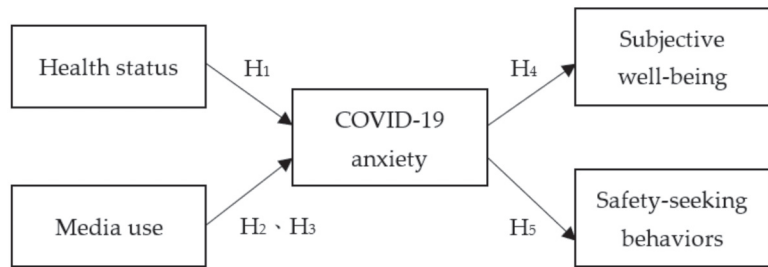 Health status
H₁
COVID-19
anxiety
Media use
H₂、H₃
H₄
Subjective
well-being
H₅
Safety-seeking
behaviors